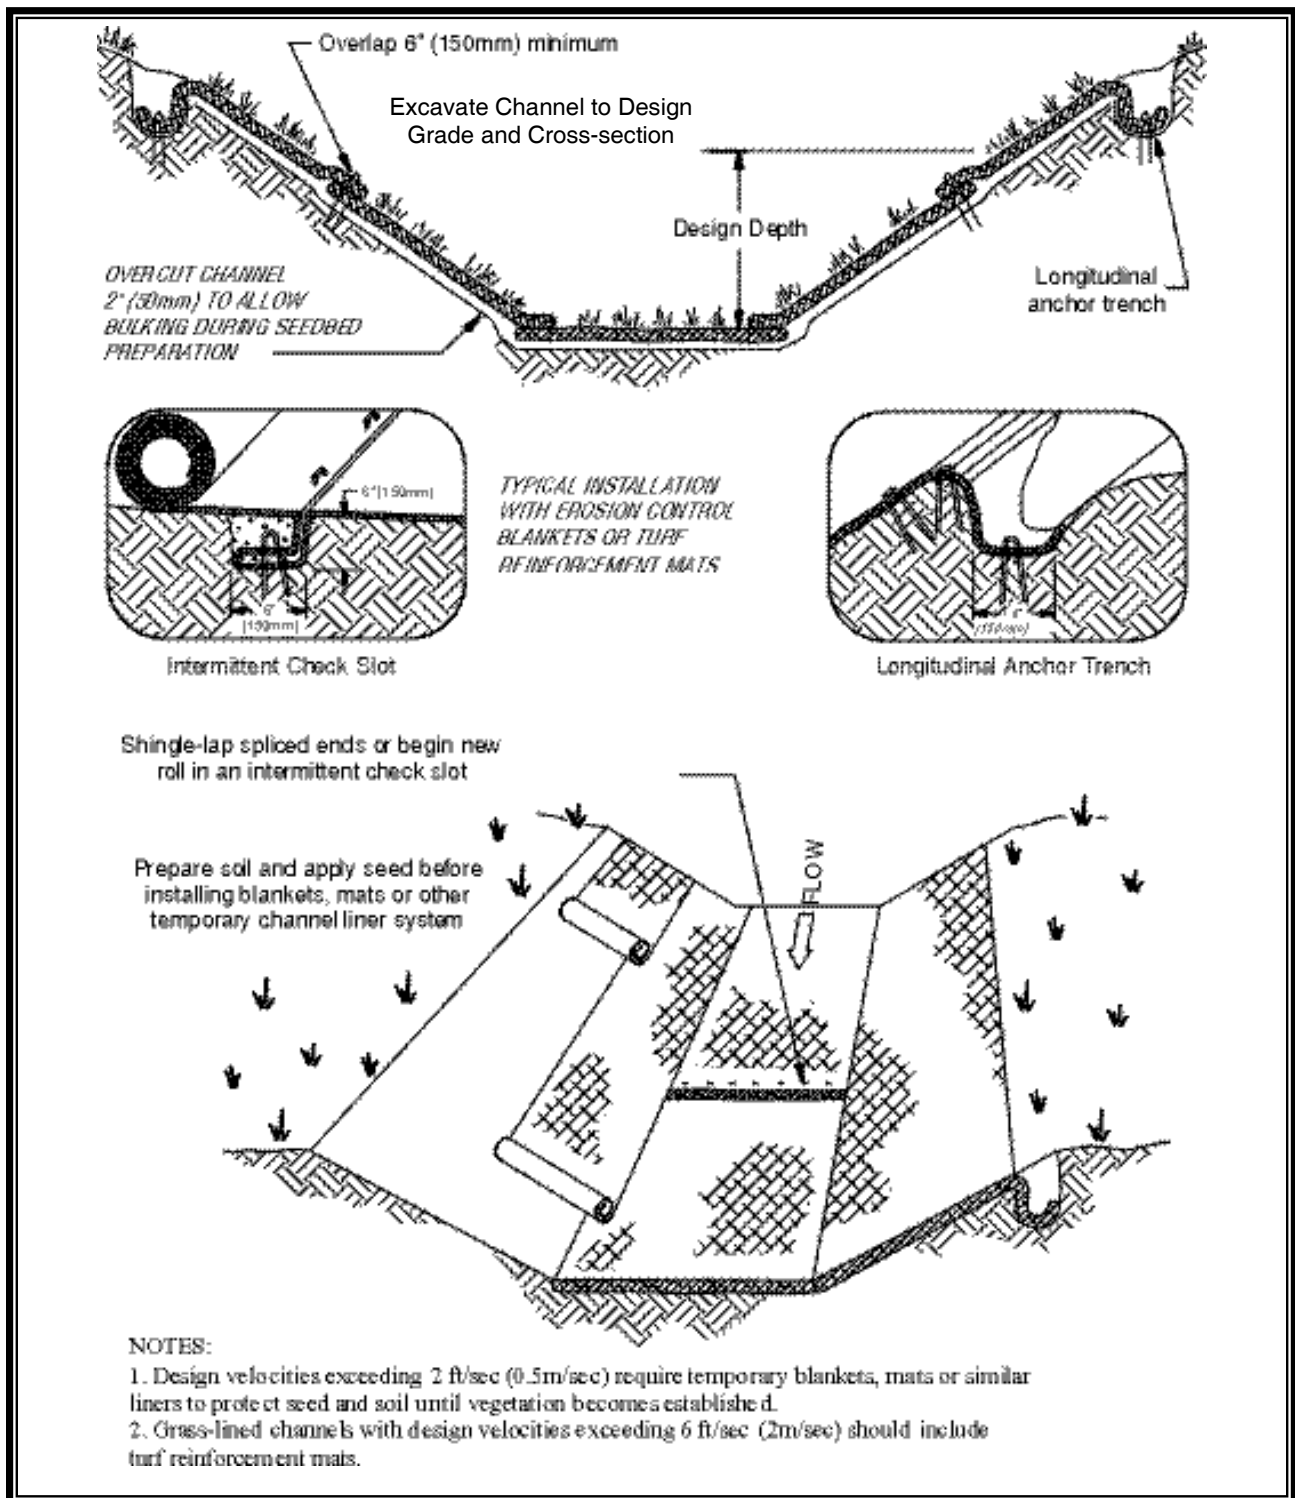 Overlap 6" (150mm) minimum
Excavate Channel to Design
Grade and Cross-section
Design Depth
OVERCUT CHANNEL
2" (50mm) TO ALLOW
BULKING DURING SEEDBED
PREPARATION
Longitudinal
anchor trench
6" (150mm)
6"
(150mm)
TYPICAL INSTALLATION
WITH EROSION CONTROL
BLANKETS OR TURF
REINFORCEMENT MATS
6"
(150mm)
Intermittent Check Slot
Longitudinal Anchor Trench
Shingle-lap spliced ends or begin new
roll in an intermittent check slot
Prepare soil and apply seed before
installing blankets, mats or other
temporary channel liner system
FLOW
NOTES:
1. Design velocities exceeding 2 ft/sec (0.5m/sec) require temporary blankets, mats or similar
liners to protect seed and soil until vegetation becomes established.
2. Grass-lined channels with design velocities exceeding 6 ft/sec (2m/sec) should include
turf reinforcement mats.